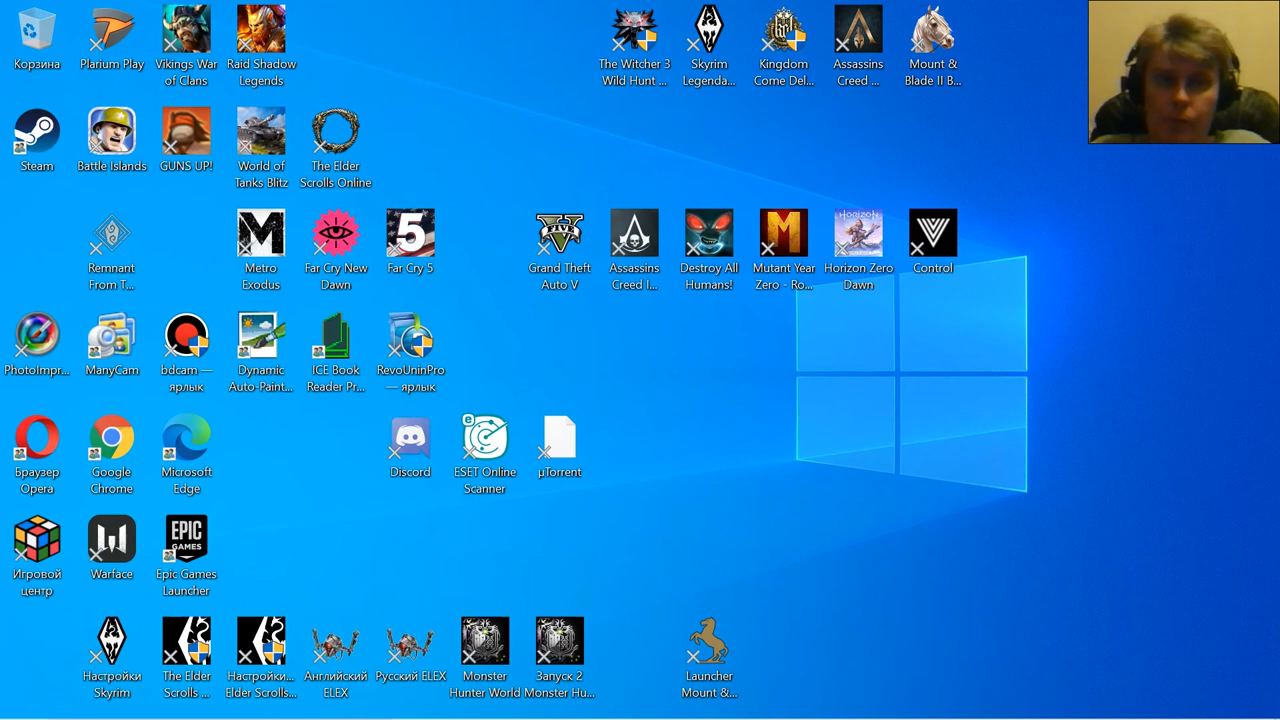 Корзина
Plarium Play
Vikings War
of Clans
Raid Shadow
Legends
The Witcher 3
Wild Hunt ...
Skyrim
Legenda...
Kingdom
Come Del...
Assassins
Creed ...
Mount &
Blade II B...
Steam
Battle Islands
GUNS UP!
World of
Tanks Blitz
The Elder
Scrolls Online
Remnant
From T...
Metro
Exodus
Far Cry New
Dawn
5
Far Cry 5
FIVE
Grand Theft
Auto V
Assassins
Creed I...
Destroy All
Humans!
Mutant Year
Zero - Ro...
HORIZON
Horizon Zero
Dawn
Control
PhotoImpr...
ManyCam
bdcam —
ярлык
Dynamic
Auto-Paint...
ICE Book
Reader Pr...
RevoUninPro
— ярлык
Браузер
Opera
Google
Chrome
Microsoft
Edge
Discord
ESET Online
Scanner
µTorrent
Игровой
центр
Warface
EPIC
GAMES
Epic Games
Launcher
Настройки
Skyrim
The Elder
Scrolls ...
Настройки...
Elder Scrolls...
Английский
ELEX
Русский ELEX
Monster
Hunter World
Запуск 2
Monster Hu...
Launcher
Mount &...